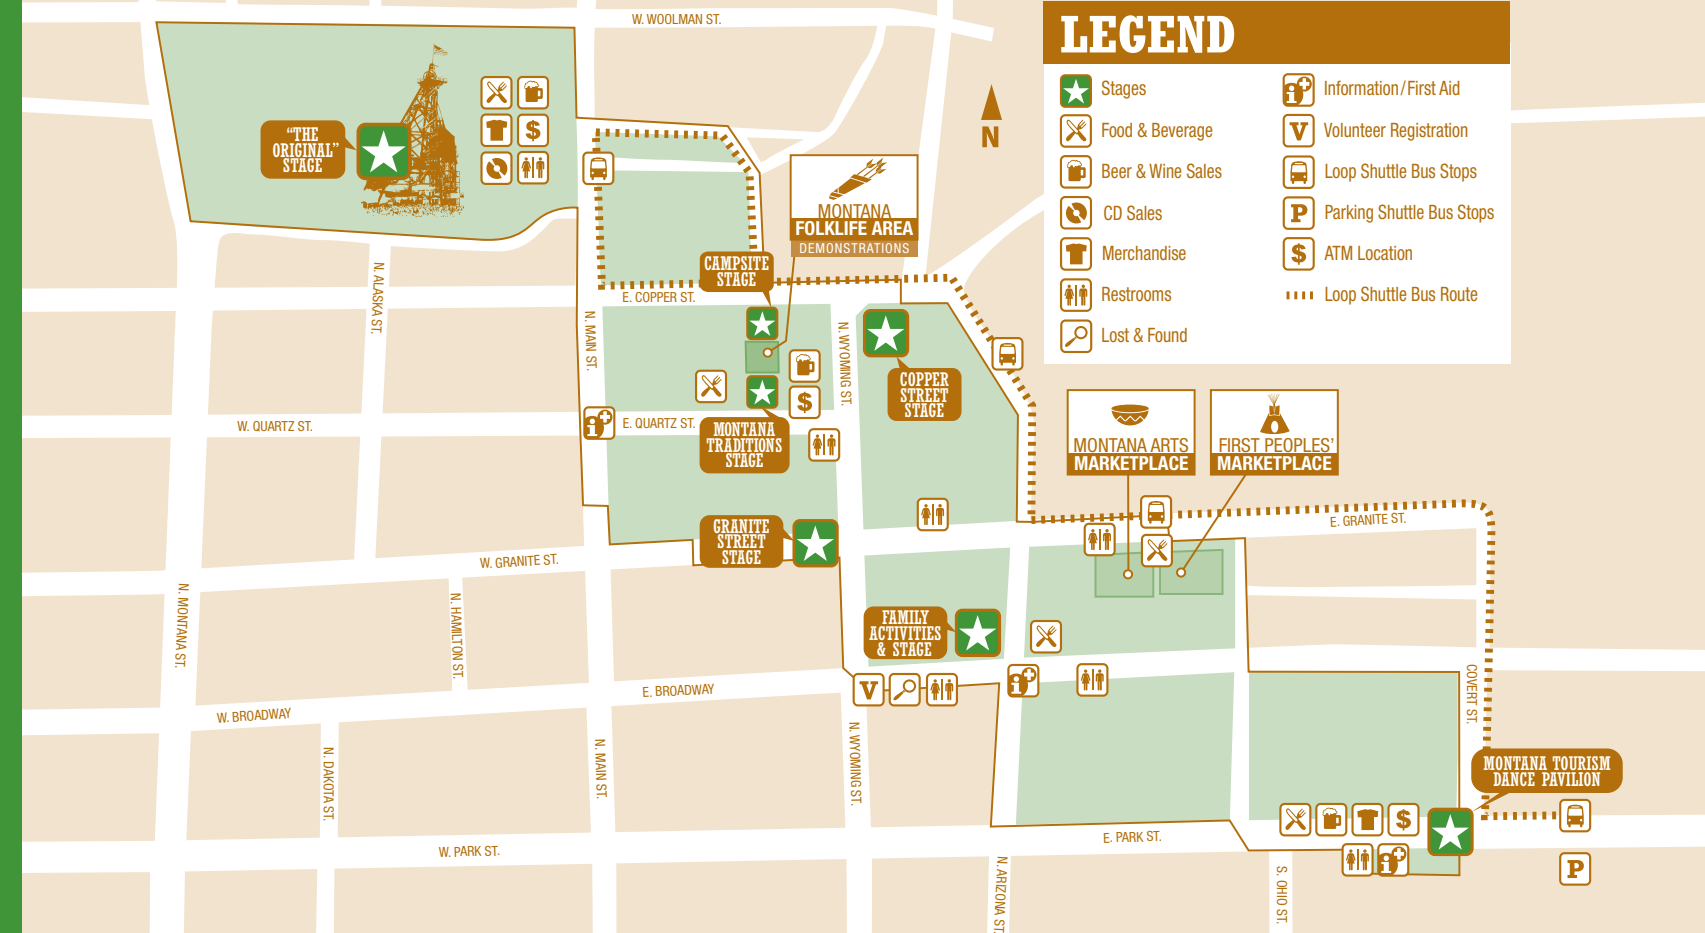 W. WOOLMAN ST.
LEGEND
Stages
Food & Beverage
Beer & Wine Sales
CD Sales
Merchandise
Restrooms
Lost & Found
Information/First Aid
V
Volunteer Registration
Loop Shuttle Bus Stops
P
Parking Shuttle Bus Stops
$
ATM Location
Loop Shuttle Bus Route
N
“THE
ORIGINAL”
STAGE
$
MONTANA
FOLKLIFE AREA
DEMONSTRATIONS
CAMPSITE
STAGE
E. COPPER ST.
N. ALASKA ST.
N. MAIN ST.
N. WYOMING ST.
COPPER
STREET
STAGE
$
W. QUARTZ ST.
E. QUARTZ ST.
MONTANA
TRADITIONS
STAGE
MONTANA ARTS
MARKETPLACE
FIRST PEOPLES’
MARKETPLACE
GRANITE
STREET
STAGE
E. GRANITE ST.
W. GRANITE ST.
N. MONTANA ST.
N. HAMILTON ST.
FAMILY
ACTIVITIES
& STAGE
V
E. BROADWAY
W. BROADWAY
COVERT ST.
N. DAKOTA ST.
N. MAIN ST.
N. WYOMING ST.
MONTANA TOURISM
DANCE PAVILION
$
E. PARK ST.
W. PARK ST.
P
N. ARIZONA ST.
S. OHIO ST.